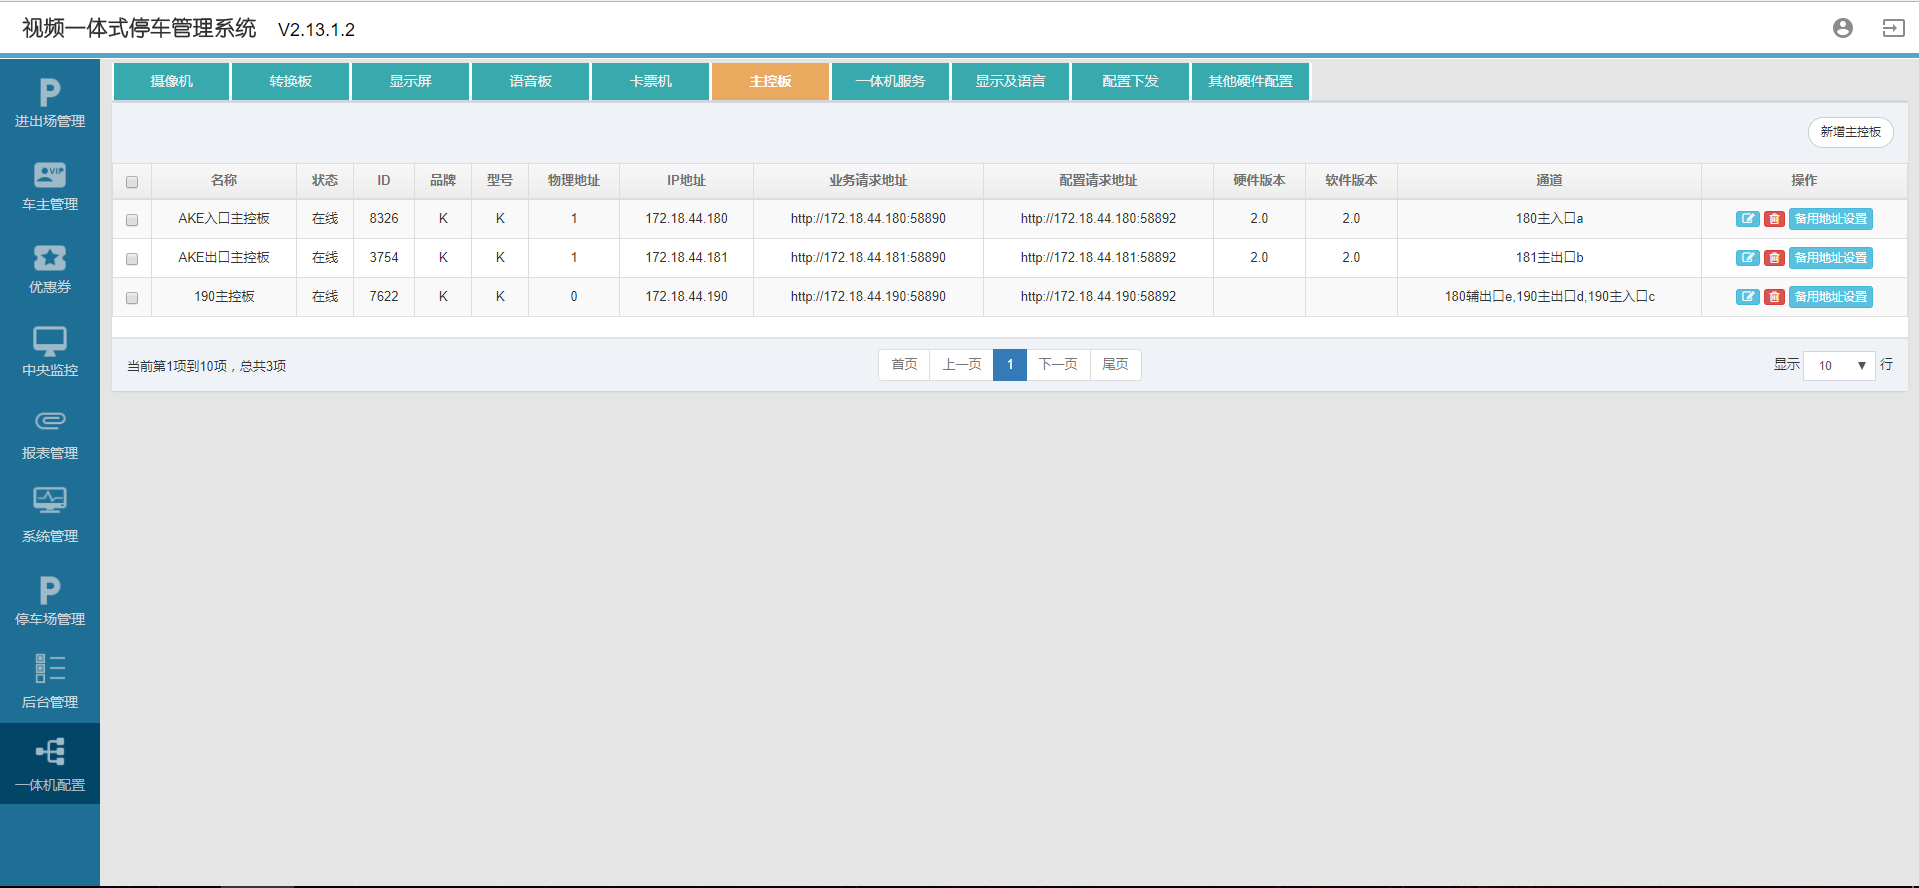 视频一体式停车管理系统 V2.13.1.2
摄像机 转换板 显示屏 语音板 卡票机 主控板 一体机服务 显示及语言 配置下发 其他硬件配置
进出场管理
车主管理
优惠券
中央监控
报表管理
系统管理
停车场管理
后台管理
一体机配置
新增主控板
名称 状态 ID 品牌 型号 物理地址 IP地址 业务请求地址 配置请求地址 硬件版本 软件版本 通道 操作
AKE入口主控板 在线 8326 K K 1 172.18.44.180 http://172.18.44.180:58890 http://172.18.44.180:58892 2.0 2.0 180主入口a 备用地址设置
AKE出口主控板 在线 3754 K K 1 172.18.44.181 http://172.18.44.181:58890 http://172.18.44.181:58892 2.0 2.0 181主出口b 备用地址设置
190主控板 在线 7622 K K 0 172.18.44.190 http://172.18.44.190:58890 http://172.18.44.190:58892 180辅出口e,190主出口d,190主入口c 备用地址设置
当前第1项到10项，总共3项 首页 上一页 1 下一页 尾页 显示 10 行